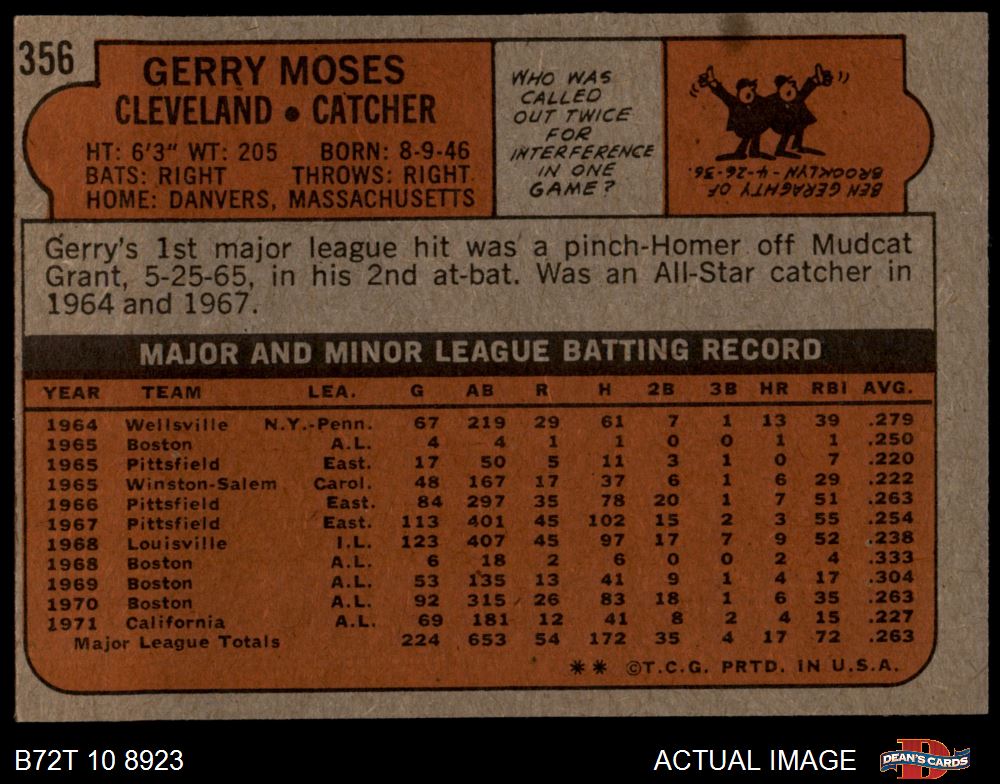 356
GERRY MOSES
CLEVELAND • CATCHER
HT: 6'3" WT: 205 BORN: 8-9-46
BATS: RIGHT THROWS: RIGHT
HOME: DANVERS, MASSACHUSETTS
WHO WAS
CALLED
OUT TWICE
FOR
INTERFERENCE
IN ONE
GAME?
BEN GERAGHTY OF
BROOKLYN - 4-26-36.
Gerry's 1st major league hit was a pinch-Homer off Mudcat
Grant, 5-25-65, in his 2nd at-bat. Was an All-Star catcher in
1964 and 1967.
MAJOR AND MINOR LEAGUE BATTING RECORD
YEAR TEAM LEA. G AB R H 2B 3B HR RBI AVG.
1964 Wellsville N.Y.-Penn. 67 219 29 61 7 1 13 39 .279
1965 Boston A.L. 4 4 1 1 0 0 1 1 .250
1965 Pittsfield East. 17 50 5 11 3 1 0 7 .220
1965 Winston-Salem Carol. 48 167 17 37 6 1 6 29 .222
1966 Pittsfield East. 84 297 35 78 20 1 7 51 .263
1967 Pittsfield East. 113 401 45 102 15 2 3 55 .254
1968 Louisville I.L. 123 407 45 97 17 7 9 52 .238
1968 Boston A.L. 6 18 2 6 0 0 2 4 .333
1969 Boston A.L. 53 135 13 41 9 1 4 17 .304
1970 Boston A.L. 92 315 26 83 18 1 6 35 .263
1971 California A.L. 69 181 12 41 8 2 4 15 .227
Major League Totals 224 653 54 172 35 4 17 72 .263
** ©T.C.G. PRTD. IN U.S.A.
B72T 10 8923
ACTUAL IMAGE
D
DEAN'S CARDS